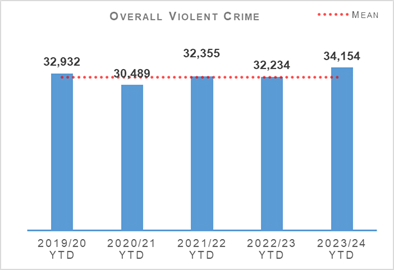 OVERALL VIOLENT CRIME
MEAN
32,932
30,489
32,355
32,234
34,154
2019/20 YTD
2020/21 YTD
2021/22 YTD
2022/23 YTD
2023/24 YTD